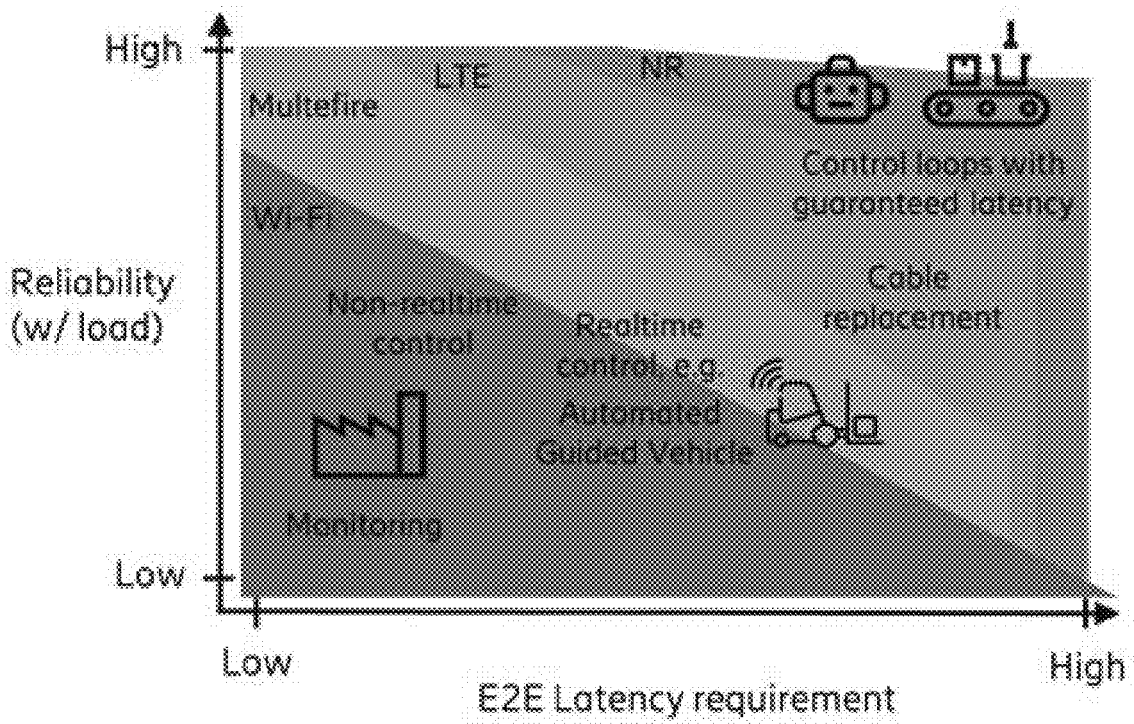 High
LTE
NR
Multefire
Control loops with
guaranteed latency
Wi-Fi
Reliability
(w/ load)
Non-realtime
control
Cable
replacement
Realtime
control, e.g.
Automated
Guided Vehicle
Monitoring
Low
Low
High
E2E Latency requirement